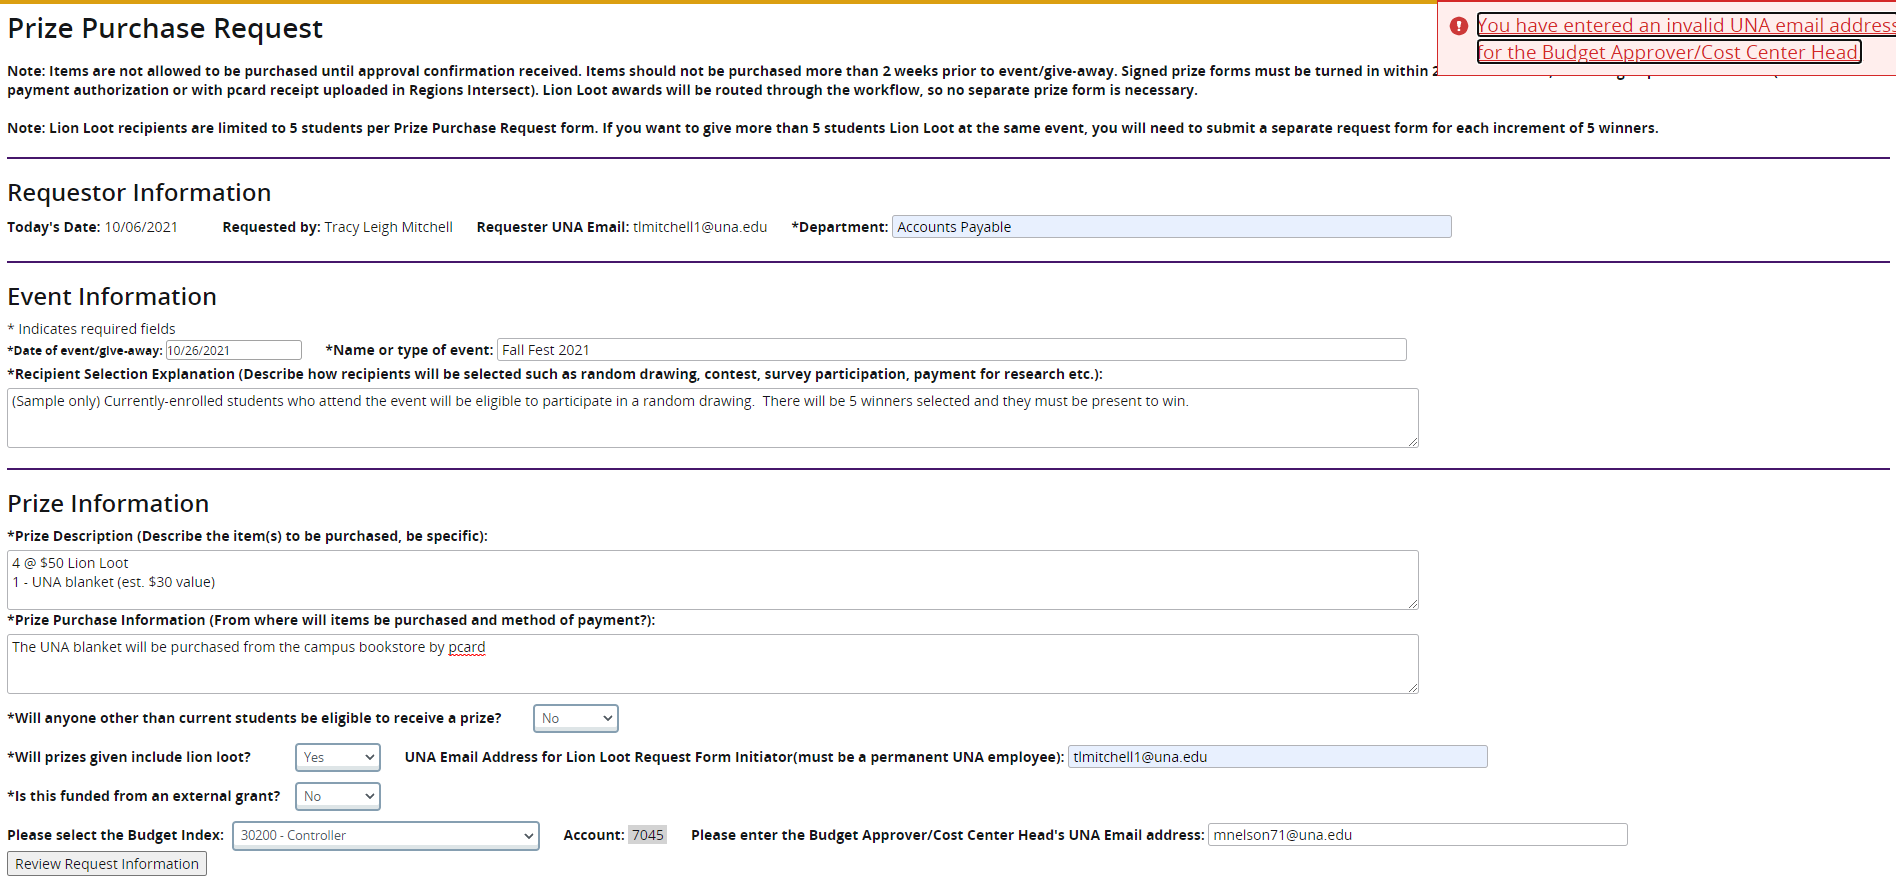 Prize Purchase Request
You have entered an invalid UNA email address
for the Budget Approver/Cost Center Head.
Note: Items are not allowed to be purchased until approval confirmation received. Items should not be purchased more than 2 weeks prior to event/give-away. Signed prize forms must be turned in within 2
payment authorization or with pcard receipt uploaded in Regions Intersect). Lion Loot awards will be routed through the workflow, so no separate prize form is necessary.
Note: Lion Loot recipients are limited to 5 students per Prize Purchase Request form. If you want to give more than 5 students Lion Loot at the same event, you will need to submit a separate request form for each increment of 5 winners.
Requestor Information
Today's Date: 10/06/2021 Requested by: Tracy Leigh Mitchell Requester UNA Email: tlmitchell1@una.edu *Department: Accounts Payable
Event Information
* Indicates required fields
*Date of event/give-away: 10/26/2021 *Name or type of event: Fall Fest 2021
*Recipient Selection Explanation (Describe how recipients will be selected such as random drawing, contest, survey participation, payment for research etc.):
(Sample only) Currently-enrolled students who attend the event will be eligible to participate in a random drawing. There will be 5 winners selected and they must be present to win.
Prize Information
*Prize Description (Describe the item(s) to be purchased, be specific):
4 @ $50 Lion Loot
1 - UNA blanket (est. $30 value)
*Prize Purchase Information (From where will items be purchased and method of payment?):
The UNA blanket will be purchased from the campus bookstore by pcard
*Will anyone other than current students be eligible to receive a prize? No
*Will prizes given include lion loot? Yes UNA Email Address for Lion Loot Request Form Initiator(must be a permanent UNA employee): tlmitchell1@una.edu
*Is this funded from an external grant? No
Please select the Budget Index: 30200 - Controller Account: 7045 Please enter the Budget Approver/Cost Center Head's UNA Email address: mnelson71@una.edu
Review Request Information